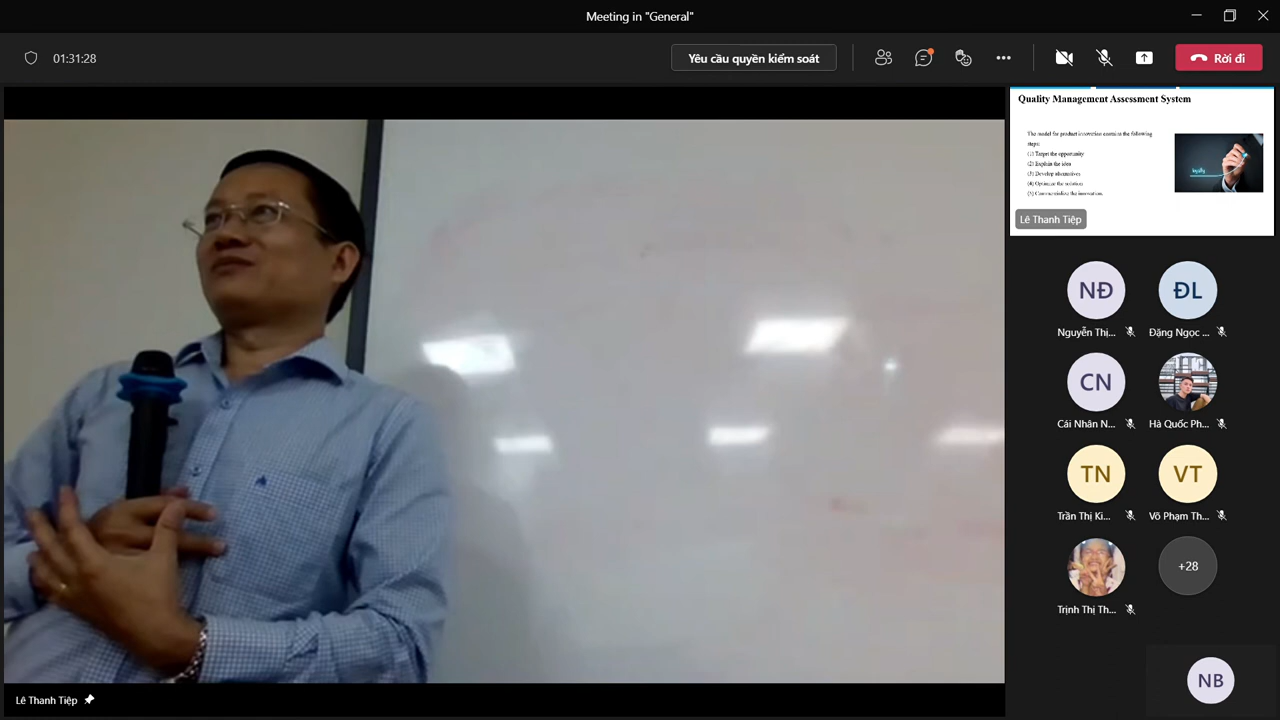 Meeting in "General"
01:31:28
Yêu cầu quyền kiểm soát
Rời đi
Quality Management Assessment System
The model for product innovation contains the following
steps:
(1) Target the opportunity
(2) Explain the idea
(3) Develop alternatives
(4) Optimize the solution
(5) Commercialize the innovation.
loyalty
Lê Thanh Tiệp
NĐ
ĐL
Nguyễn Thị...
Đặng Ngọc ...
CN
Cái Nhân N...
Hà Quốc Ph...
TN
VT
Trần Thị Ki...
Võ Phạm Th...
+28
Trịnh Thị Th...
NB
Lê Thanh Tiệp